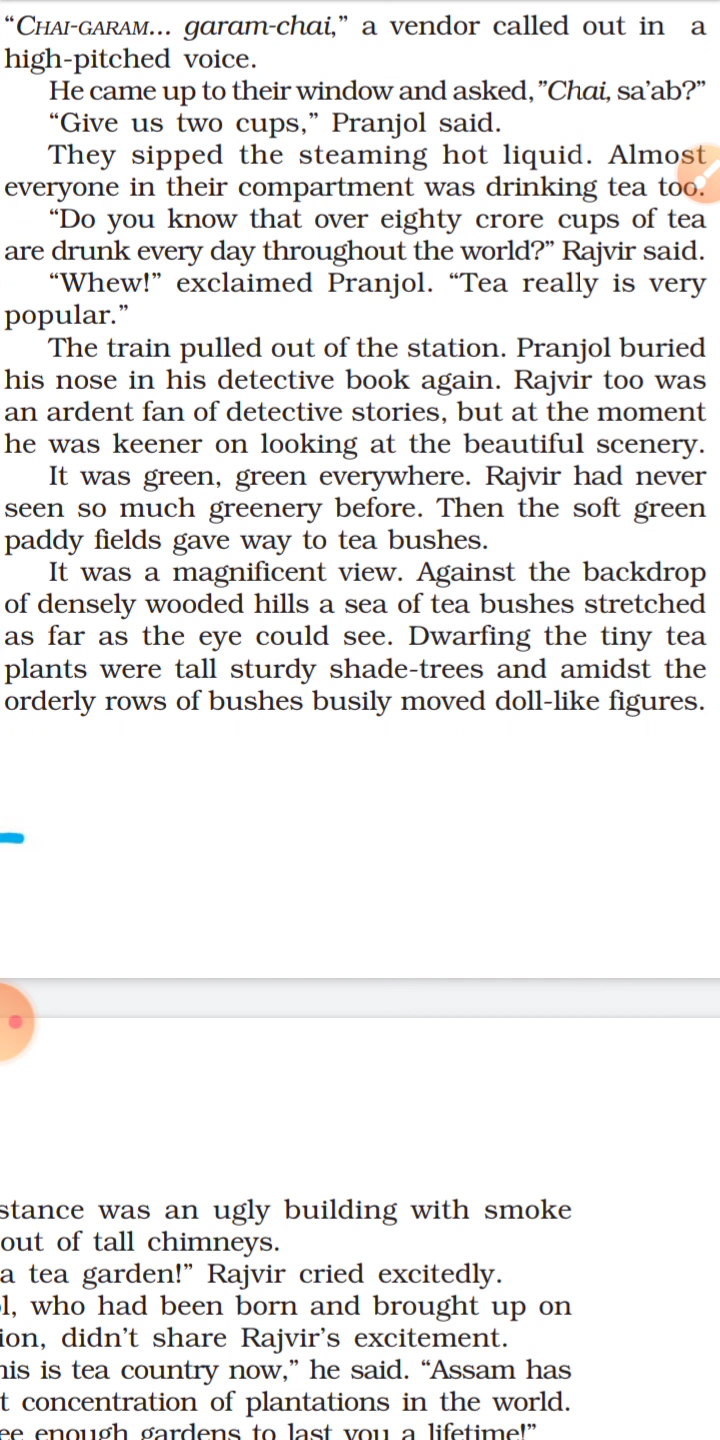 “CHAI-GARAM... garam-chai,” a vendor called out in a
high-pitched voice.
He came up to their window and asked, ”Chai, sa’ab?”
“Give us two cups,” Pranjol said.
They sipped the steaming hot liquid. Almost
everyone in their compartment was drinking tea too.
“Do you know that over eighty crore cups of tea
are drunk every day throughout the world?” Rajvir said.
“Whew!” exclaimed Pranjol. “Tea really is very
popular.”
The train pulled out of the station. Pranjol buried
his nose in his detective book again. Rajvir too was
an ardent fan of detective stories, but at the moment
he was keener on looking at the beautiful scenery.
It was green, green everywhere. Rajvir had never
seen so much greenery before. Then the soft green
paddy fields gave way to tea bushes.
It was a magnificent view. Against the backdrop
of densely wooded hills a sea of tea bushes stretched
as far as the eye could see. Dwarfing the tiny tea
plants were tall sturdy shade-trees and amidst the
orderly rows of bushes busily moved doll-like figures.
stance was an ugly building with smoke
out of tall chimneys.
a tea garden!” Rajvir cried excitedly.
l, who had been born and brought up on
ion, didn’t share Rajvir’s excitement.
his is tea country now,” he said. “Assam has
t concentration of plantations in the world.
ee enough gardens to last you a lifetime!”